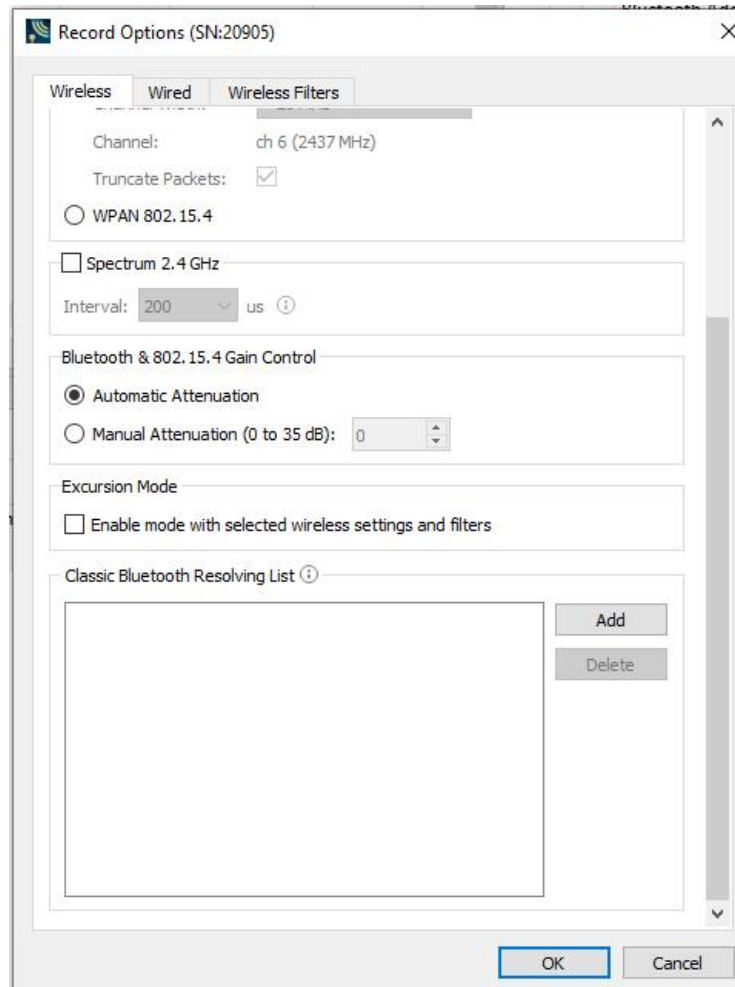 Record Options (SN:20905)
Wireless Wired Wireless Filters
Channel: ch 6 (2437 MHz)
Truncate Packets:
WPAN 802.15.4
Spectrum 2.4 GHz
Interval: 200 us
Bluetooth & 802.15.4 Gain Control
Automatic Attenuation
Manual Attenuation (0 to 35 dB): 0
Excursion Mode
Enable mode with selected wireless settings and filters
Classic Bluetooth Resolving List
Add
Delete
OK Cancel